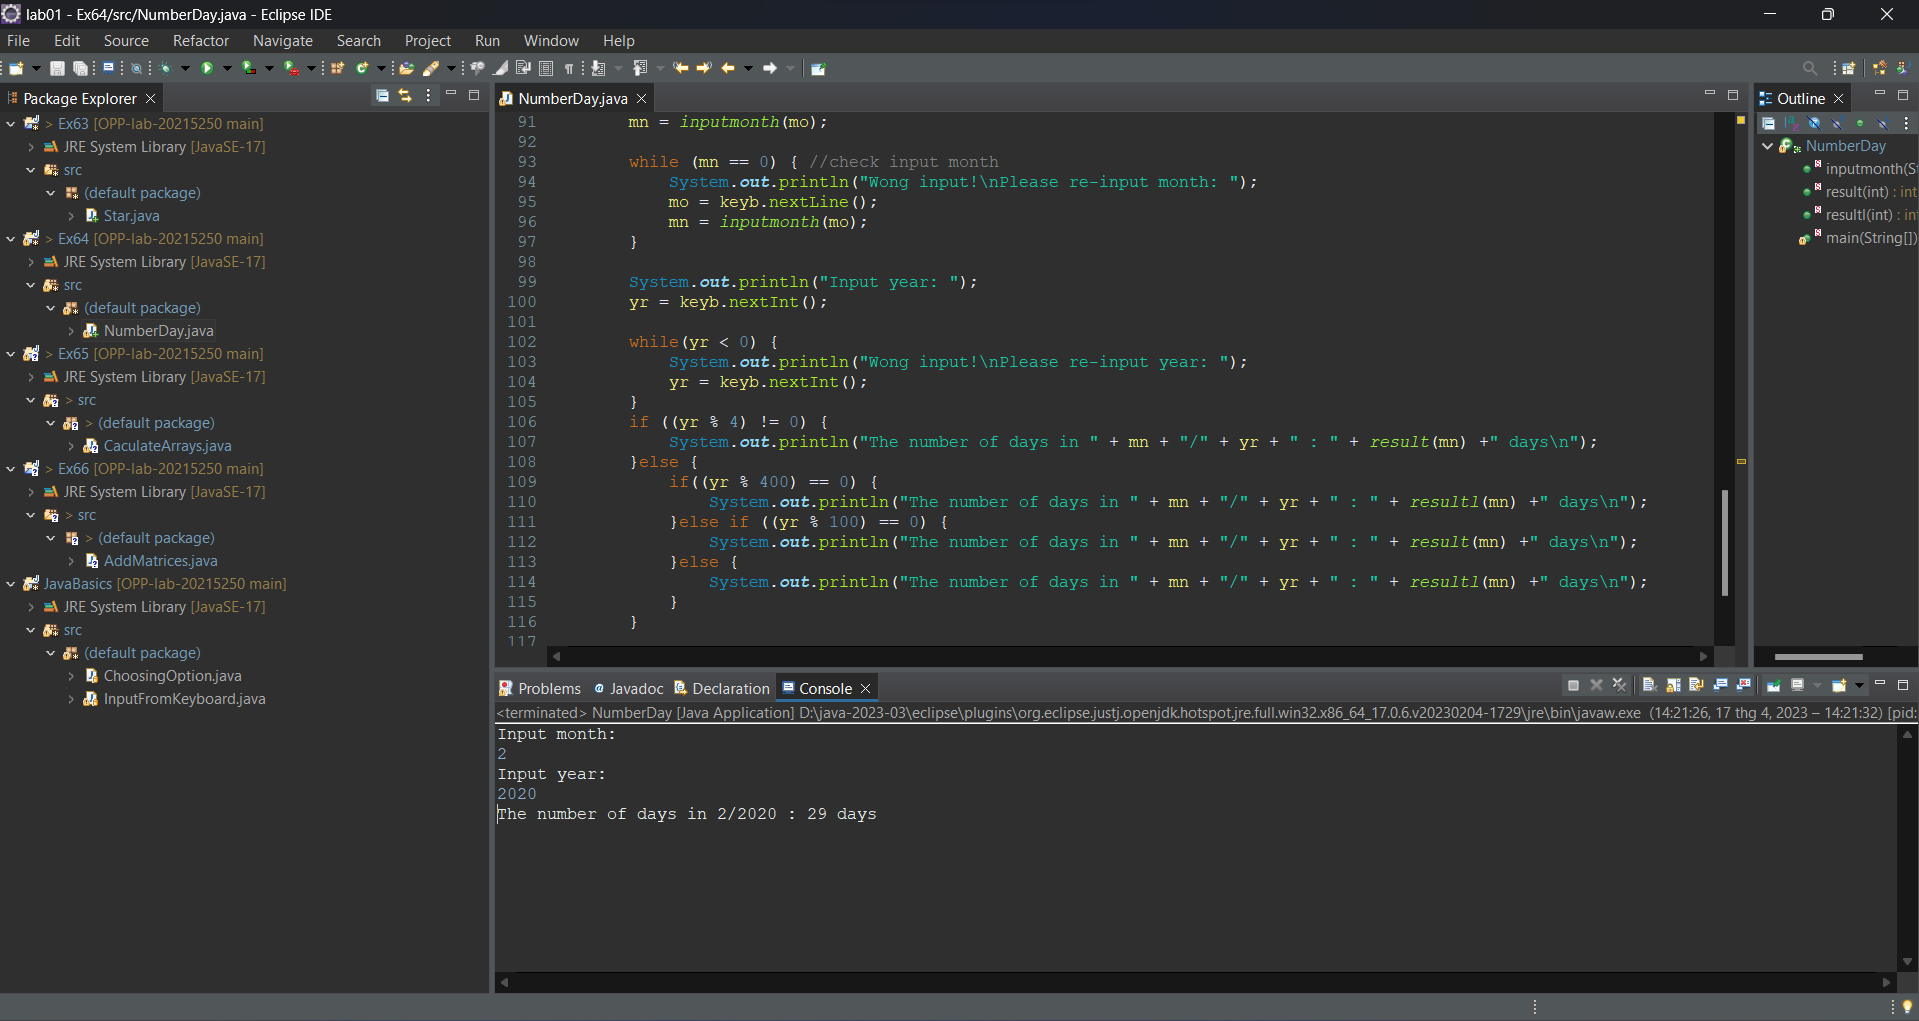 lab01 - Ex64/src/NumberDay.java - Eclipse IDE
File Edit Source Refactor Navigate Search Project Run Window Help
Package Explorer
> Ex63 [OPP-lab-20215250 main]
JRE System Library [JavaSE-17]
src
(default package)
Star.java
> Ex64 [OPP-lab-20215250 main]
JRE System Library [JavaSE-17]
src
(default package)
NumberDay.java
> Ex65 [OPP-lab-20215250 main]
JRE System Library [JavaSE-17]
> src
> (default package)
CaculateArrays.java
> Ex66 [OPP-lab-20215250 main]
JRE System Library [JavaSE-17]
> src
> (default package)
AddMatrices.java
JavaBasics [OPP-lab-20215250 main]
JRE System Library [JavaSE-17]
src
(default package)
ChoosingOption.java
InputFromKeyboard.java
NumberDay.java
91 mn = inputmonth(mo);
92
93 while (mn == 0) { //check input month
94 System.out.println("Wong input!\nPlease re-input month: ");
95 mo = keyb.nextLine();
96 mn = inputmonth(mo);
97 }
98
99 System.out.println("Input year: ");
100 yr = keyb.nextInt();
101
102 while(yr < 0) {
103 System.out.println("Wong input!\nPlease re-input year: ");
104 yr = keyb.nextInt();
105 }
106 if ((yr % 4) != 0) {
107 System.out.println("The number of days in " + mn + "/" + yr + " : " + result(mn) +" days\n");
108 }else {
109 if((yr % 400) == 0) {
110 System.out.println("The number of days in " + mn + "/" + yr + " : " + resultl(mn) +" days\n");
111 }else if ((yr % 100) == 0) {
112 System.out.println("The number of days in " + mn + "/" + yr + " : " + result(mn) +" days\n");
113 }else {
114 System.out.println("The number of days in " + mn + "/" + yr + " : " + resultl(mn) +" days\n");
115 }
116 }
117
Outline
NumberDay
inputmonth(S
result(int) : int
resultl(int) : in
main(String[])
Problems Javadoc Declaration Console
<terminated> NumberDay [Java Application] D:\java-2023-03\eclipse\plugins\org.eclipse.justj.openjdk.hotspot.jre.full.win32.x86_64_17.0.6.v20230204-1729\jre\bin\javaw.exe (14:21:26, 17 thg 4, 2023 – 14:21:32) [pid:
Input month:
2
Input year:
2020
The number of days in 2/2020 : 29 days